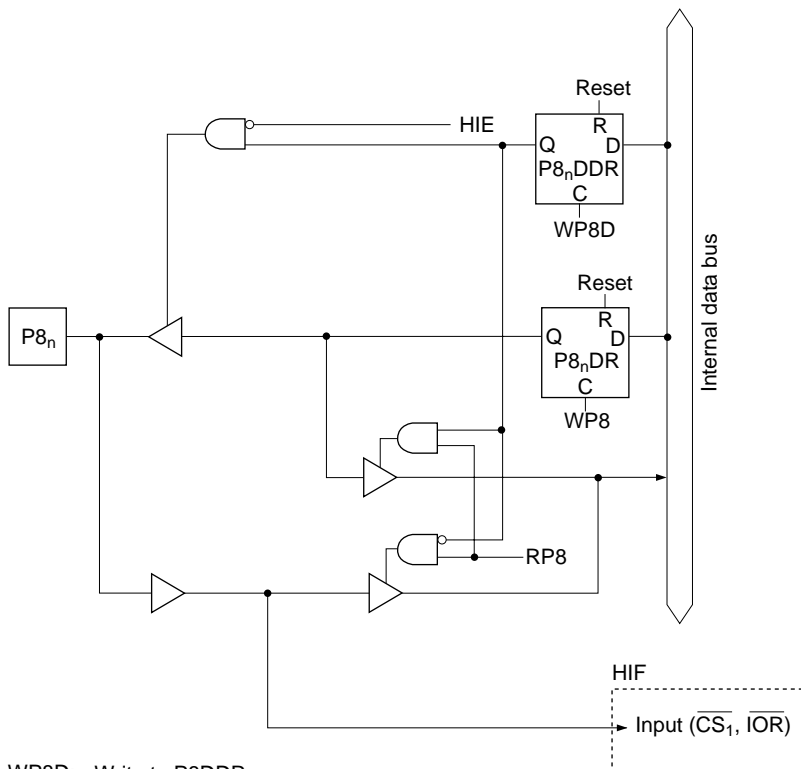 Reset
HIE
R
Q D
P8nDDR
C
WP8D
Internal data bus
Reset
R
Q D
P8n
P8nDR
C
WP8
RP8
HIF
Input (CS1, IOR)